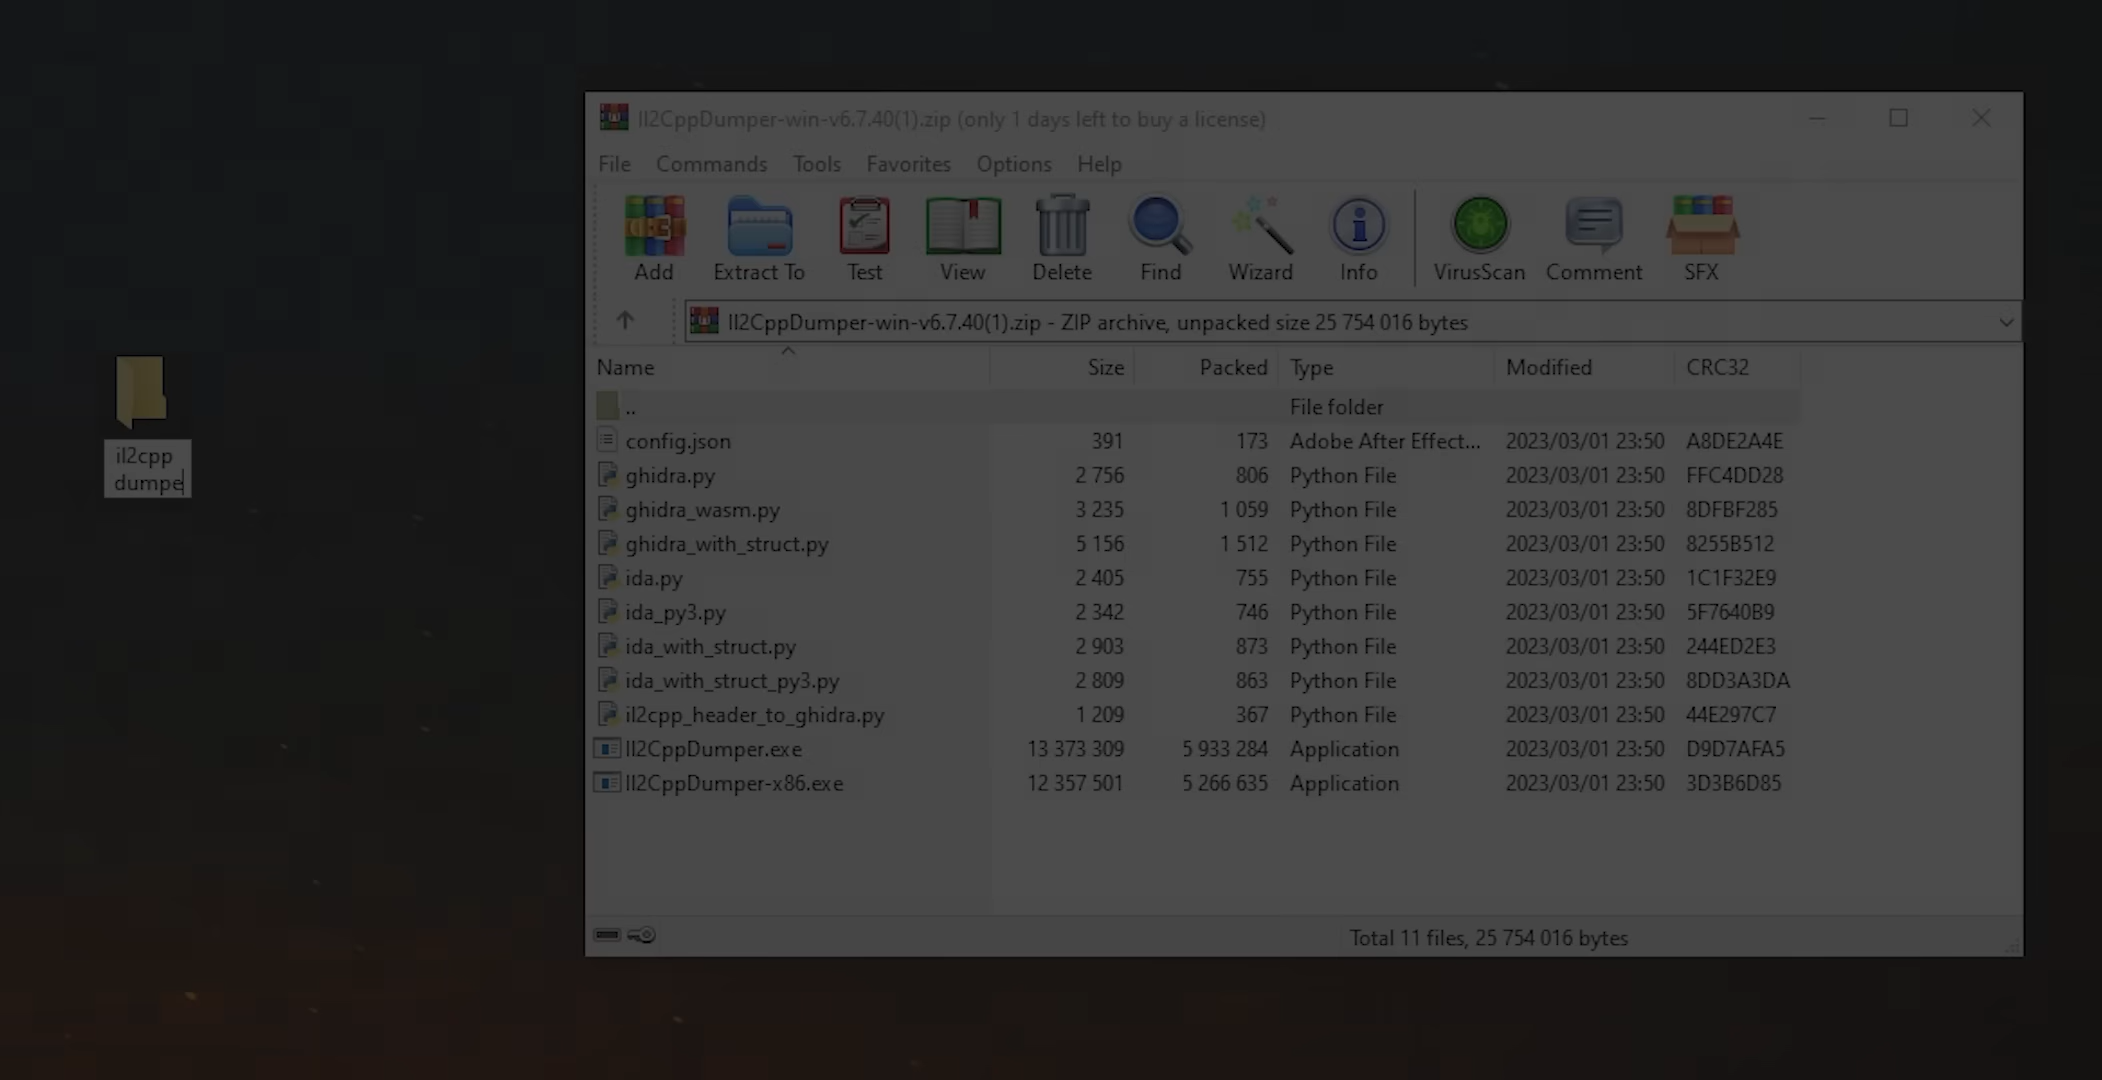 Il2CppDumper-win-v6.7.40(1).zip (only 1 days left to buy a license)
File Commands Tools Favorites Options Help
Add Extract To Test View Delete Find Wizard Info VirusScan Comment SFX
Il2CppDumper-win-v6.7.40(1).zip - ZIP archive, unpacked size 25 754 016 bytes
Name Size Packed Type Modified CRC32
.. File folder
config.json 391 173 Adobe After Effect... 2023/03/01 23:50 A8DE2A4E
ghidra.py 2 756 806 Python File 2023/03/01 23:50 FFC4DD28
ghidra_wasm.py 3 235 1 059 Python File 2023/03/01 23:50 8DFBF285
ghidra_with_struct.py 5 156 1 512 Python File 2023/03/01 23:50 8255B512
ida.py 2 405 755 Python File 2023/03/01 23:50 1C1F32E9
ida_py3.py 2 342 746 Python File 2023/03/01 23:50 5F7640B9
ida_with_struct.py 2 903 873 Python File 2023/03/01 23:50 244ED2E3
ida_with_struct_py3.py 2 809 863 Python File 2023/03/01 23:50 8DD3A3DA
il2cpp_header_to_ghidra.py 1 209 367 Python File 2023/03/01 23:50 44E297C7
Il2CppDumper.exe 13 373 309 5 933 284 Application 2023/03/01 23:50 D9D7AFA5
Il2CppDumper-x86.exe 12 357 501 5 266 635 Application 2023/03/01 23:50 3D3B6D85
Total 11 files, 25 754 016 bytes
il2cpp
dumpe